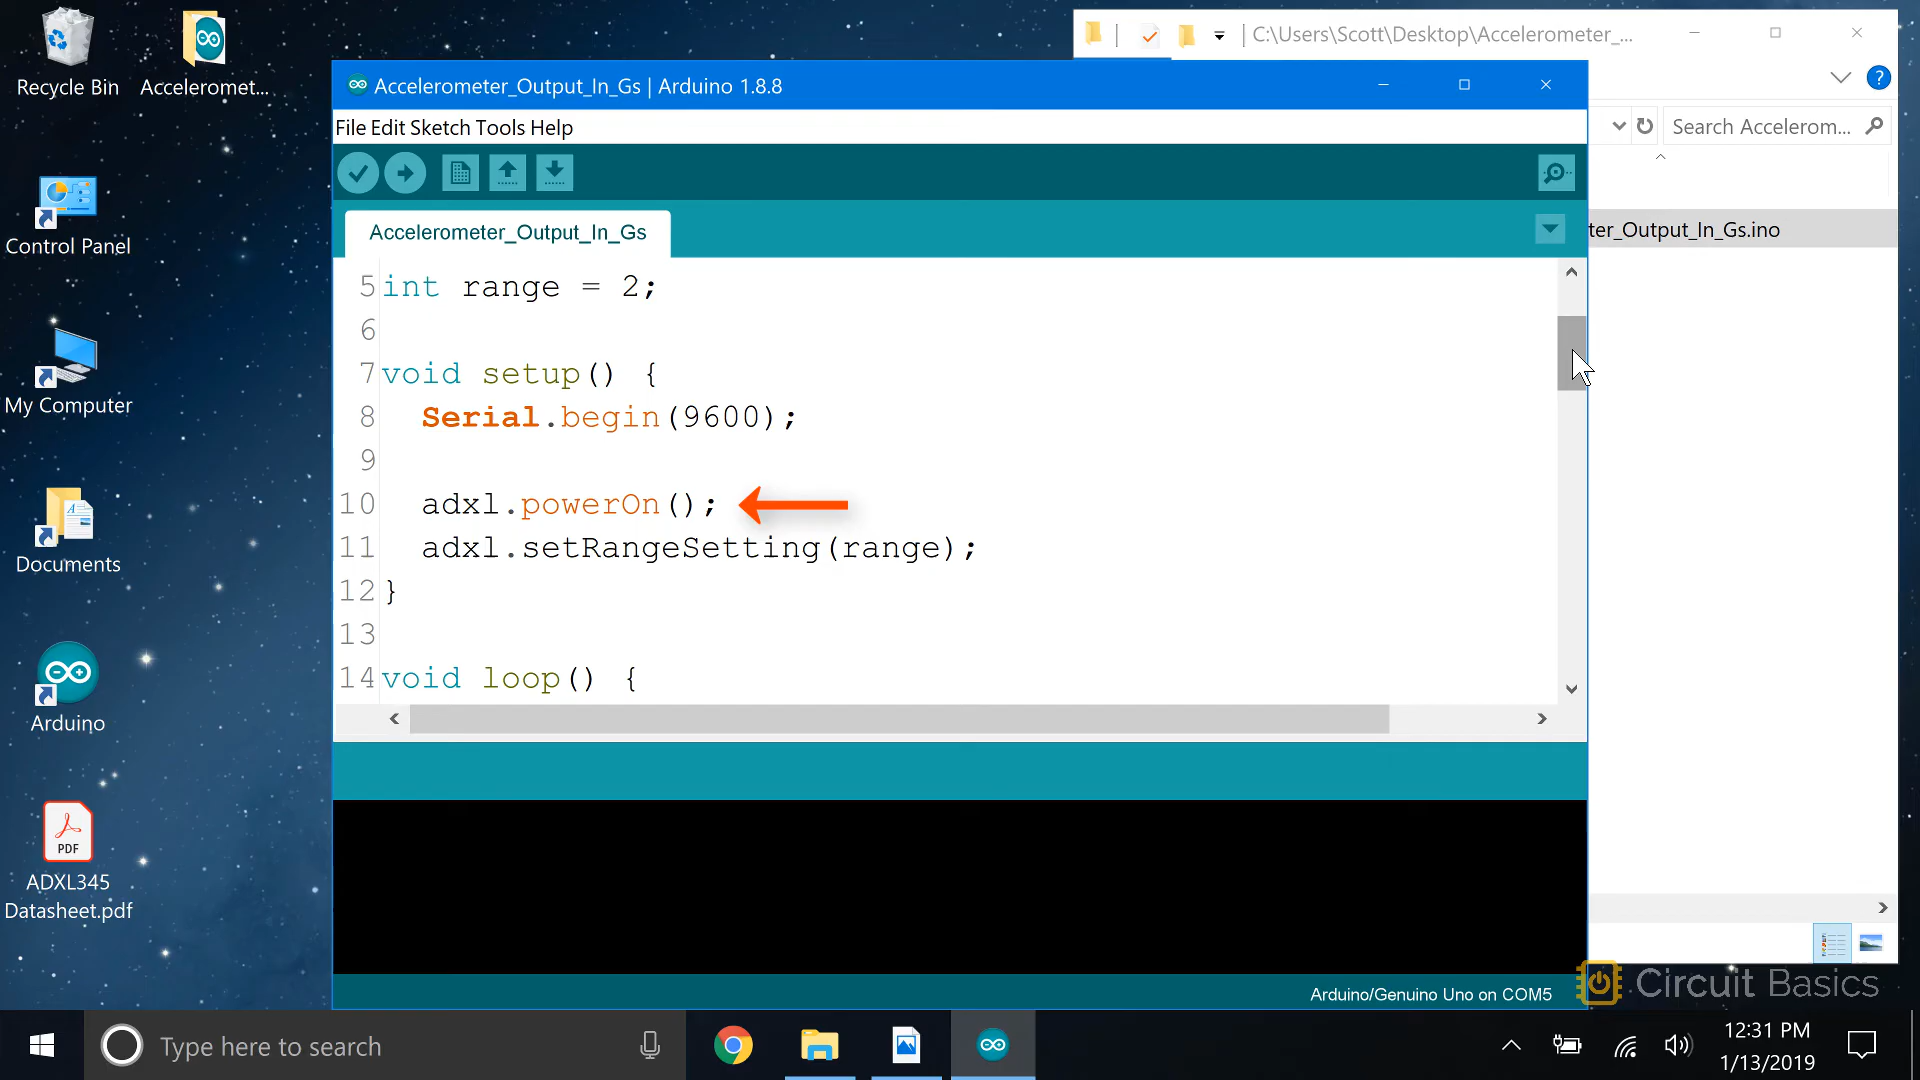 Recycle Bin
Acceleromet...
Control Panel
My Computer
Documents
Arduino
PDF
ADXL345
Datasheet.pdf
C:\Users\Scott\Desktop\Accelerometer_...
Search Accelerom...
ter_Output_In_Gs.ino
Accelerometer_Output_In_Gs | Arduino 1.8.8
File Edit Sketch Tools Help
Accelerometer_Output_In_Gs
5 int range = 2;
6
7 void setup() {
8 Serial.begin(9600);
9
10 adxl.powerOn();
11 adxl.setRangeSetting(range);
12 }
13
14 void loop() {
Arduino/Genuino Uno on COM5
Circuit Basics
Type here to search
12:31 PM
1/13/2019